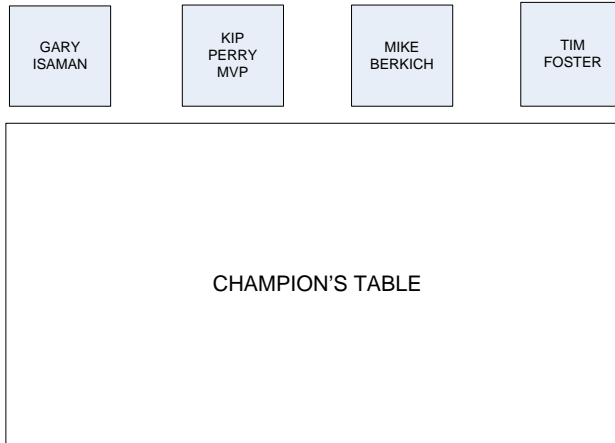 GARY
ISAMAN
KIP
PERRY
MVP
MIKE
BERKICH
TIM
FOSTER
CHAMPION'S TABLE